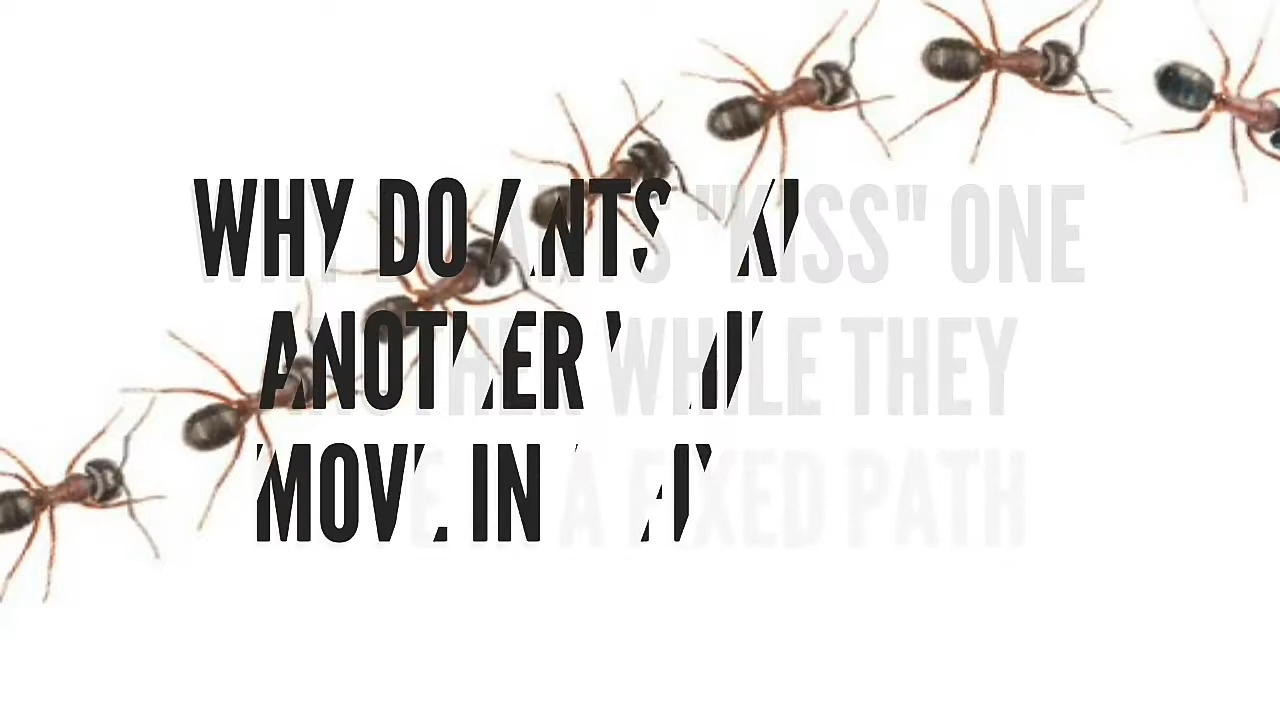 WHY DO ANTS "KISS" ONE
ANOTHER WHILE THEY
MOVE IN A FIXED PATH